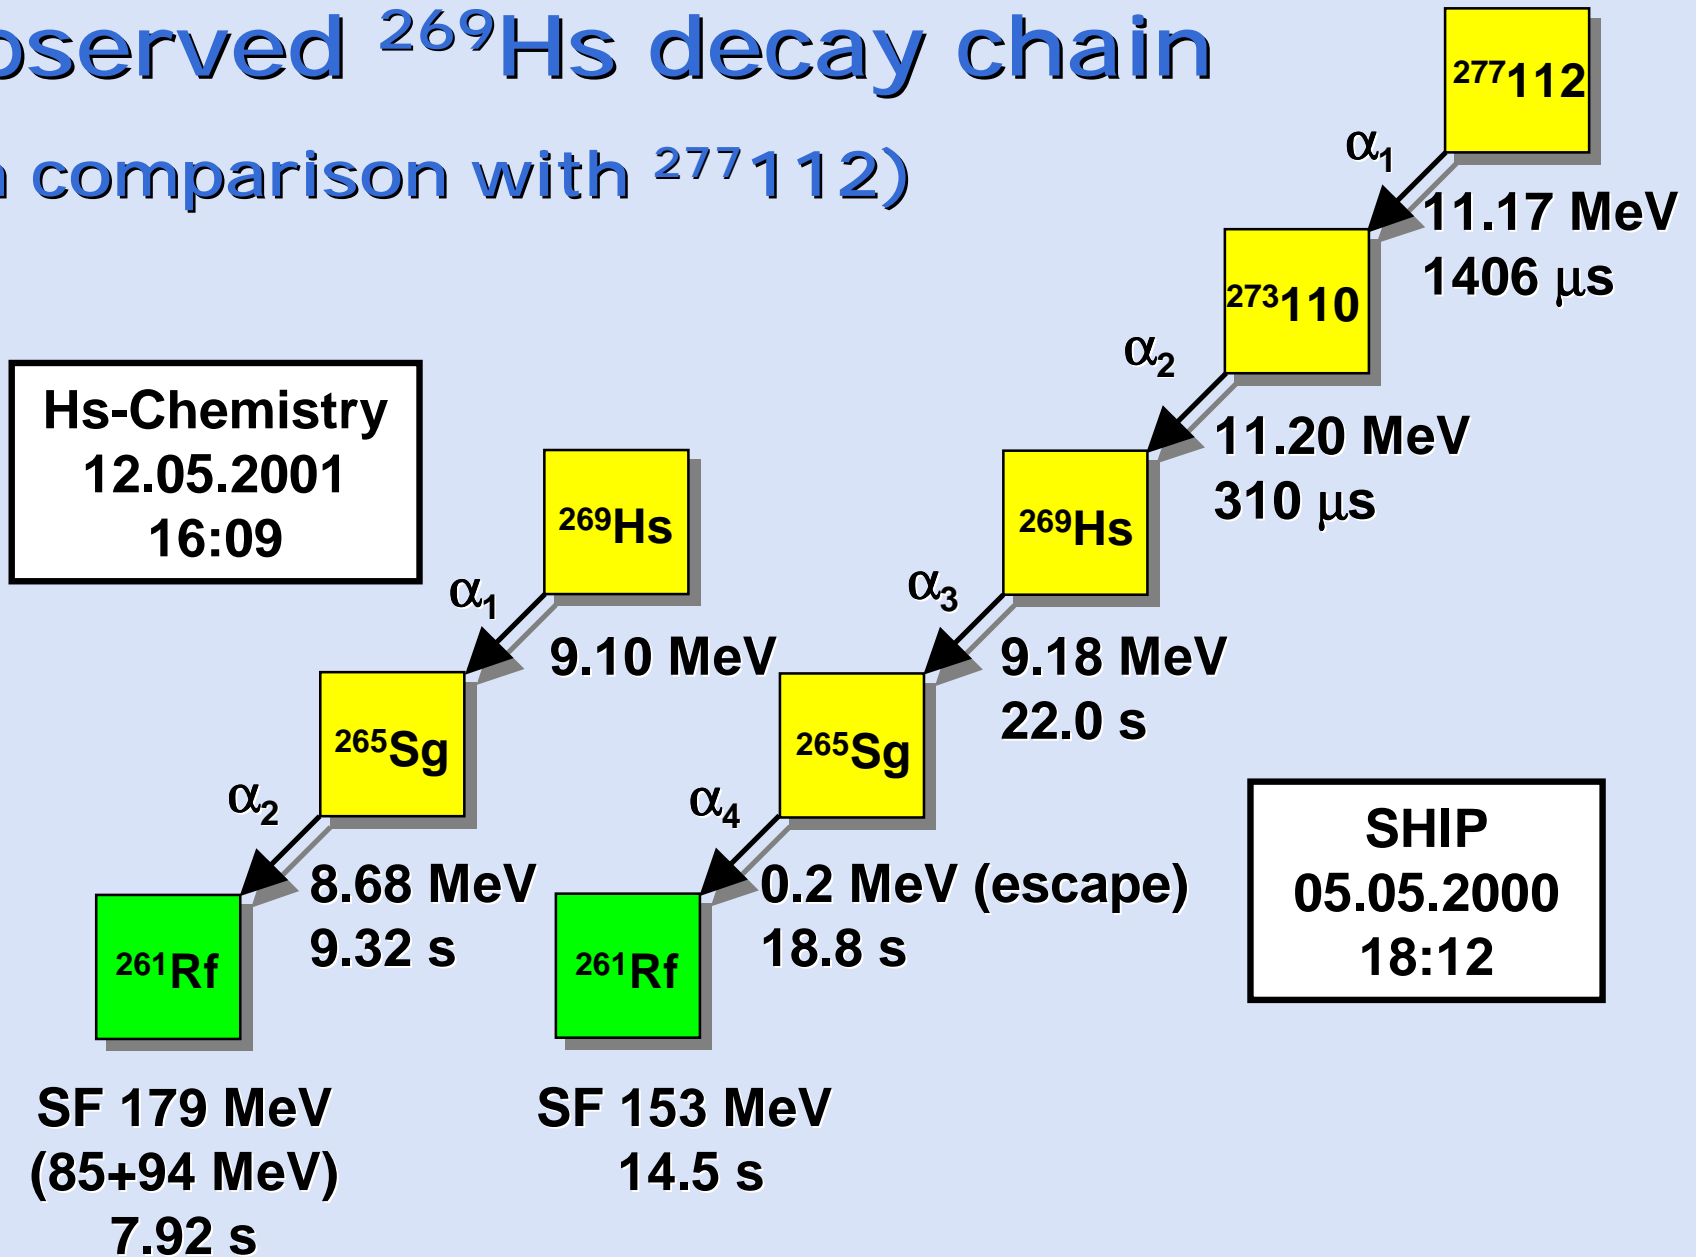 ²⁶⁹Hs decay chain
comparison with ²⁷⁷112)
²⁷⁷112
α₁
11.17 MeV
1406 μs
²⁷³110
α₂
11.20 MeV
310 μs
Hs-Chemistry
12.05.2001
16:09
²⁶⁹Hs
α₁
9.10 MeV
²⁶⁵Sg
α₂
8.68 MeV
9.32 s
²⁶¹Rf
SF 179 MeV
(85+94 MeV)
7.92 s
²⁶⁹Hs
α₃
9.18 MeV
22.0 s
²⁶⁵Sg
α₄
0.2 MeV (escape)
18.8 s
²⁶¹Rf
SF 153 MeV
14.5 s
SHIP
05.05.2000
18:12